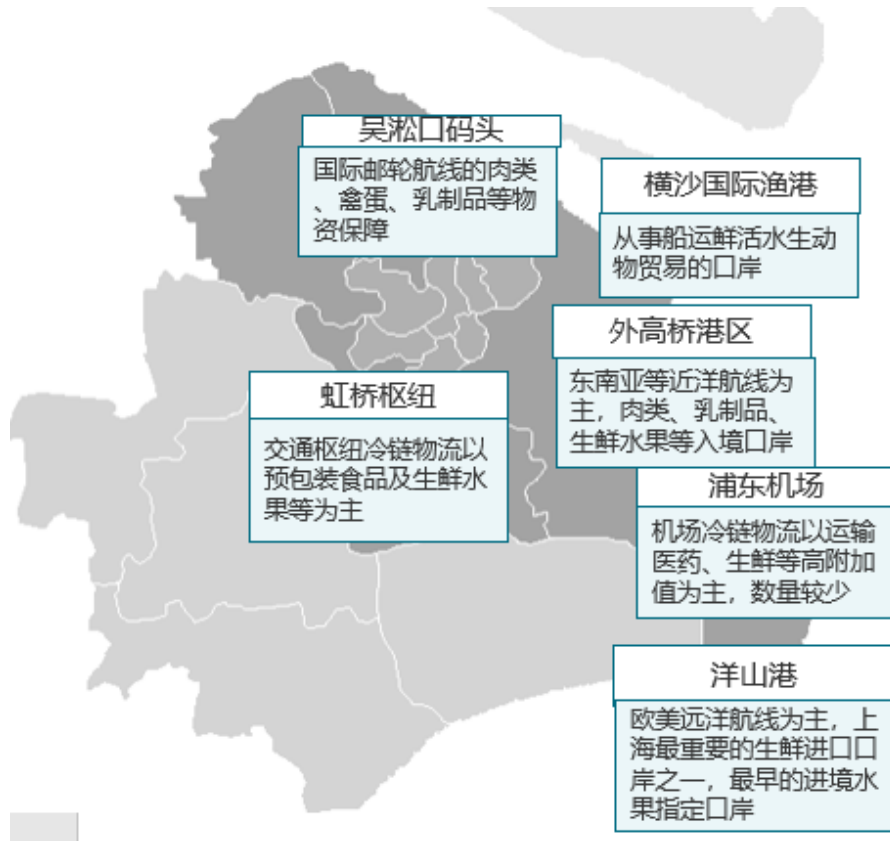 吴淞口码头
国际邮轮航线的肉类
、禽蛋、乳制品等物
资保障
横沙国际渔港
从事船运鲜活水生动
物贸易的口岸
外高桥港区
东南亚等近洋航线为
主，肉类、乳制品、
生鲜水果等入境口岸
虹桥枢纽
交通枢纽冷链物流以
预包装食品及生鲜水
果等为主
浦东机场
机场冷链物流以运输
医药、生鲜等高附加
值为主，数量较少
洋山港
欧美远洋航线为主，上
海最重要的生鲜进口口
岸之一，最早的进境水
果指定口岸